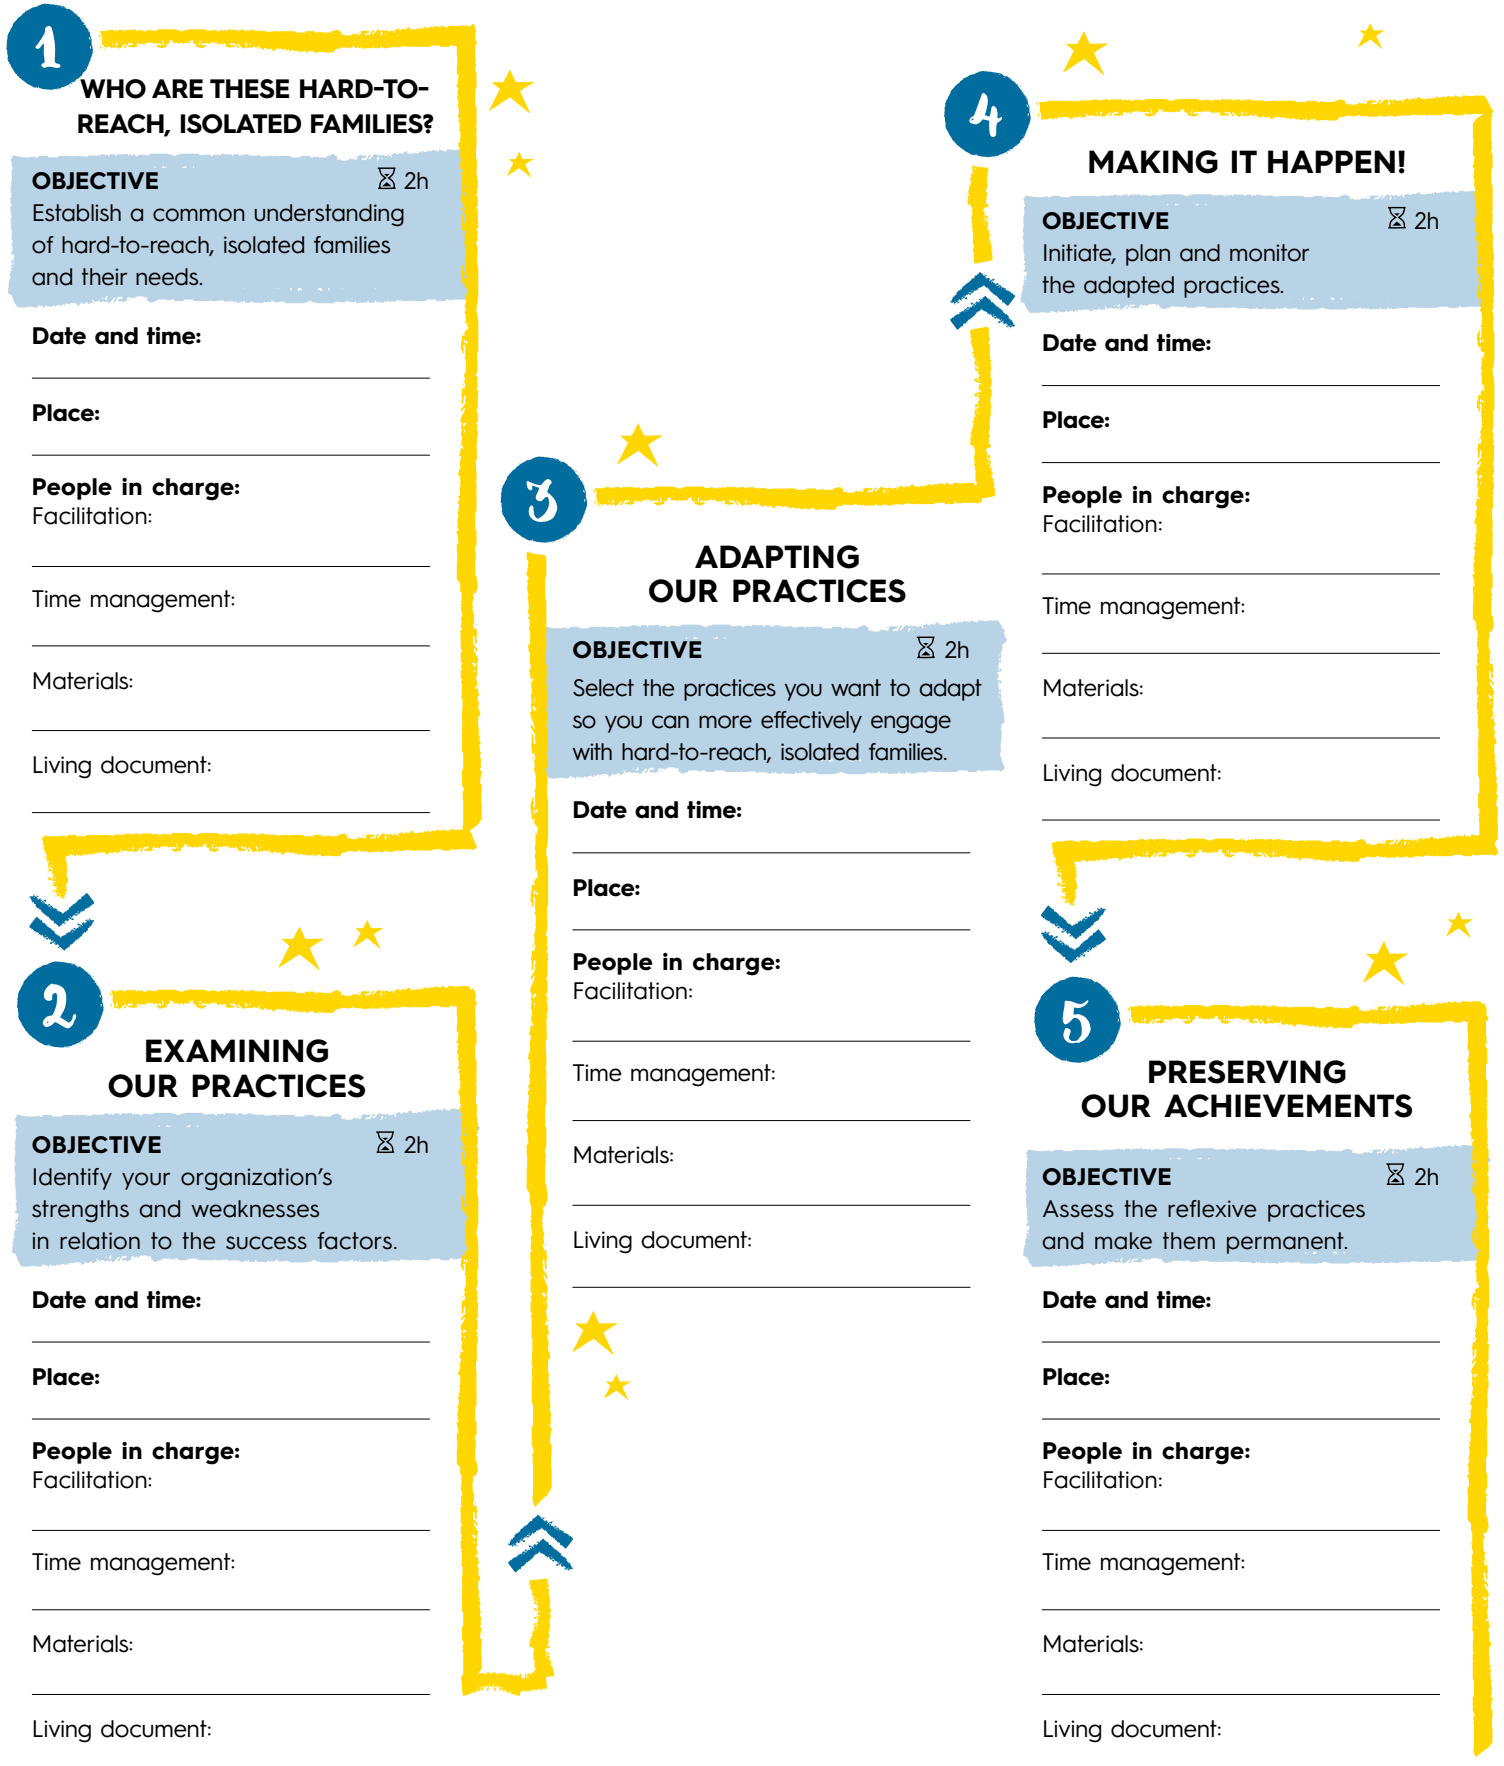 1
WHO ARE THESE HARD-TO-
REACH, ISOLATED FAMILIES?
OBJECTIVE 2h
Establish a common understanding
of hard-to-reach, isolated families
and their needs.
Date and time:
Place:
People in charge:
Facilitation:
Time management:
Materials:
Living document:
2
EXAMINING
OUR PRACTICES
OBJECTIVE 2h
Identify your organization's
strengths and weaknesses
in relation to the success factors.
Date and time:
Place:
People in charge:
Facilitation:
Time management:
Materials:
Living document:
3
ADAPTING
OUR PRACTICES
OBJECTIVE 2h
Select the practices you want to adapt
so you can more effectively engage
with hard-to-reach, isolated families.
Date and time:
Place:
People in charge:
Facilitation:
Time management:
Materials:
Living document:
4
MAKING IT HAPPEN!
OBJECTIVE 2h
Initiate, plan and monitor
the adapted practices.
Date and time:
Place:
People in charge:
Facilitation:
Time management:
Materials:
Living document:
5
PRESERVING
OUR ACHIEVEMENTS
OBJECTIVE 2h
Assess the reflexive practices
and make them permanent.
Date and time:
Place:
People in charge:
Facilitation:
Time management:
Materials:
Living document: